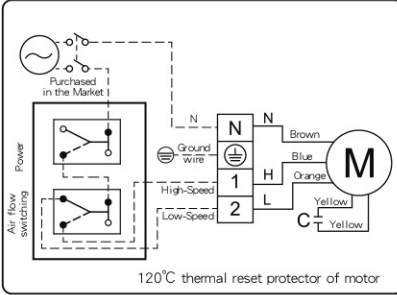 Purchased
in the Market
Power
Air flow
switching
N
Ground
wire
High-Speed
Low-Speed
N
1
2
N
H
L
Brown
Blue
Orange
M
Yellow
C
Yellow
120℃ thermal reset protector of motor